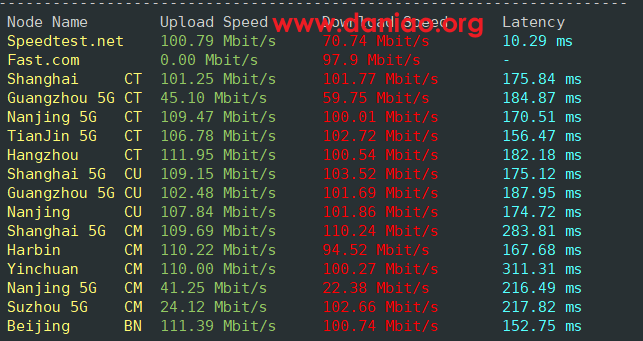 Node Name Upload Speed Download Speed Latency
www.daniao.org
Speedtest.net 100.79 Mbit/s 70.74 Mbit/s 10.29 ms
Fast.com 0.00 Mbit/s 97.9 Mbit/s -
Shanghai CT 101.25 Mbit/s 101.77 Mbit/s 175.84 ms
Guangzhou 5G CT 45.10 Mbit/s 59.75 Mbit/s 184.87 ms
Nanjing 5G CT 109.47 Mbit/s 100.01 Mbit/s 170.51 ms
TianJin 5G CT 106.78 Mbit/s 102.72 Mbit/s 156.47 ms
Hangzhou CT 111.95 Mbit/s 100.54 Mbit/s 182.18 ms
Shanghai 5G CU 109.15 Mbit/s 103.52 Mbit/s 175.12 ms
Guangzhou 5G CU 102.48 Mbit/s 101.69 Mbit/s 187.95 ms
Nanjing CU 107.84 Mbit/s 101.86 Mbit/s 174.72 ms
Shanghai 5G CM 109.69 Mbit/s 110.24 Mbit/s 283.81 ms
Harbin CM 110.22 Mbit/s 94.52 Mbit/s 167.68 ms
Yinchuan CM 110.00 Mbit/s 100.27 Mbit/s 311.31 ms
Nanjing 5G CM 41.25 Mbit/s 22.38 Mbit/s 216.49 ms
Suzhou 5G CM 24.12 Mbit/s 102.66 Mbit/s 217.82 ms
Beijing BN 111.39 Mbit/s 100.74 Mbit/s 152.75 ms